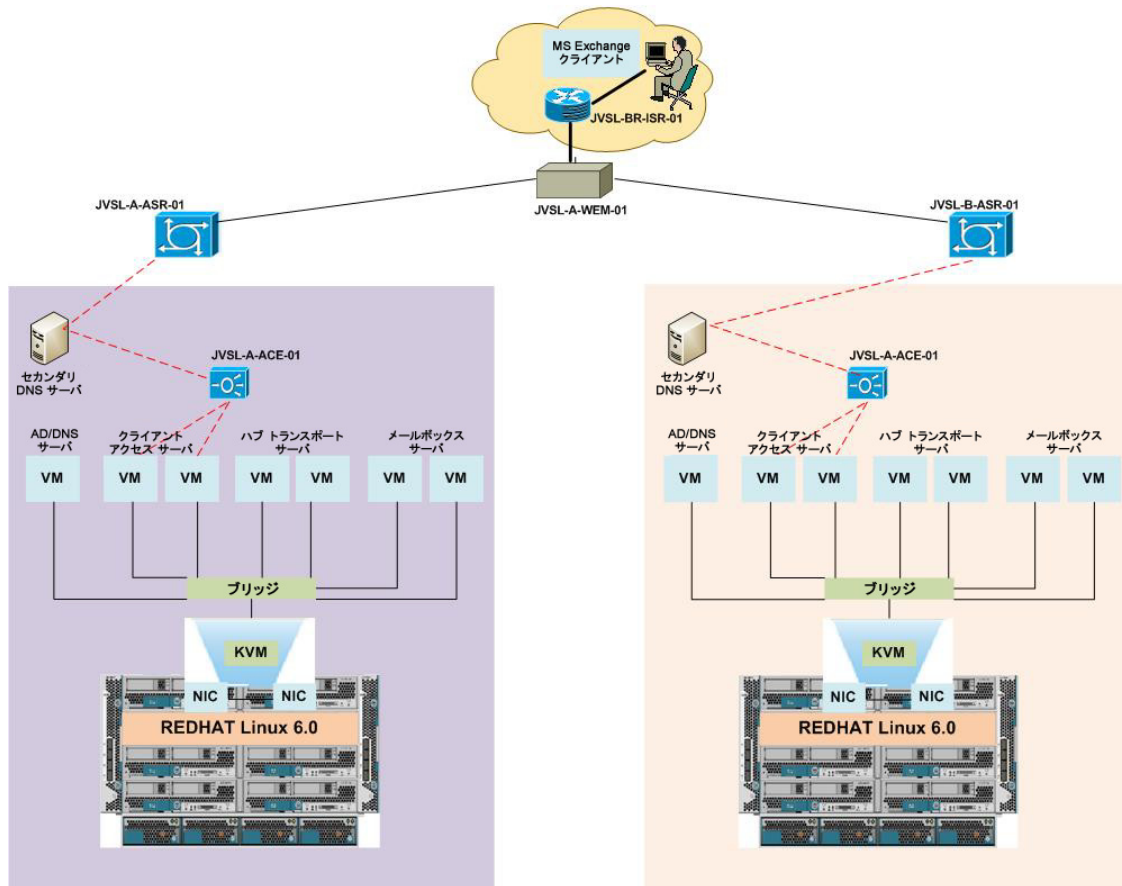 MS Exchange
クライアント
JVSL-BR-ISR-01
JVSL-A-WEM-01
JVSL-A-ASR-01
JVSL-B-ASR-01
セカンダリ
DNS サーバ
JVSL-A-ACE-01
AD/DNS
サーバ
クライアント
アクセス サーバ
ハブ トランスポート
サーバ
メールボックス
サーバ
VM
VM
VM
VM
VM
VM
VM
ブリッジ
KVM
NIC
NIC
REDHAT Linux 6.0
セカンダリ
DNS サーバ
JVSL-A-ACE-01
AD/DNS
サーバ
クライアント
アクセス サーバ
ハブ トランスポート
サーバ
メールボックス
サーバ
VM
VM
VM
VM
VM
VM
VM
ブリッジ
KVM
NIC
NIC
REDHAT Linux 6.0